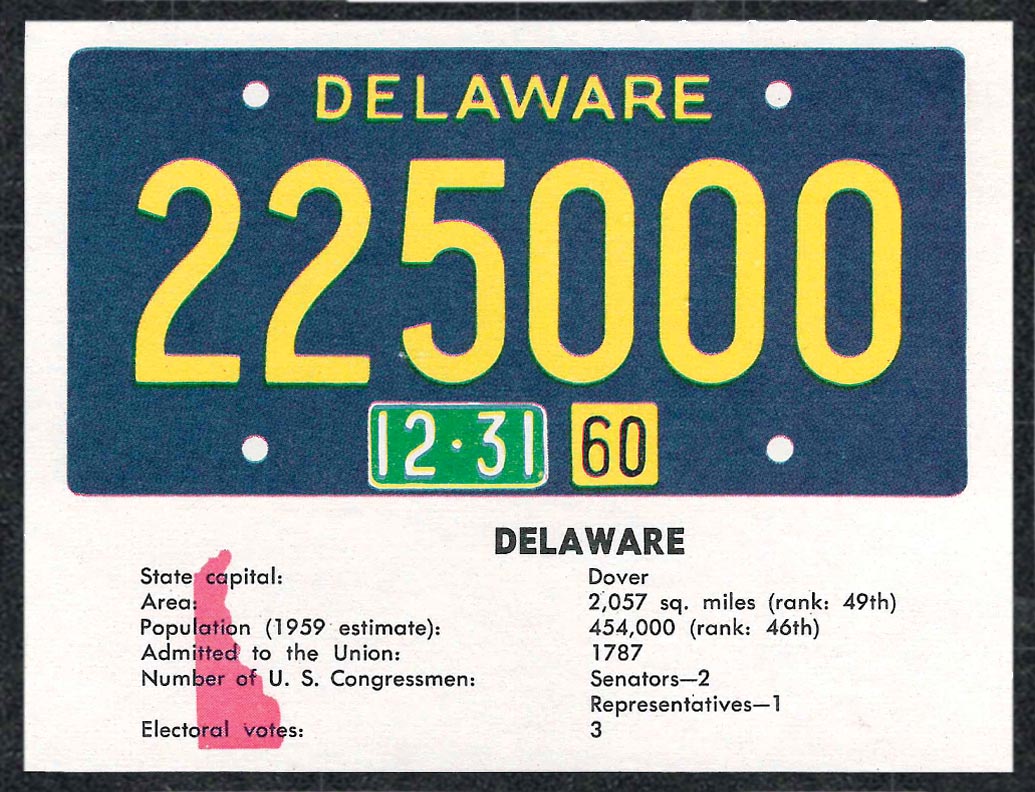 DELAWARE
225000
12·31 60
DELAWARE
State capital: Dover
Area: 2,057 sq. miles (rank: 49th)
Population (1959 estimate): 454,000 (rank: 46th)
Admitted to the Union: 1787
Number of U. S. Congressmen: Senators—2
Representatives—1
Electoral votes: 3